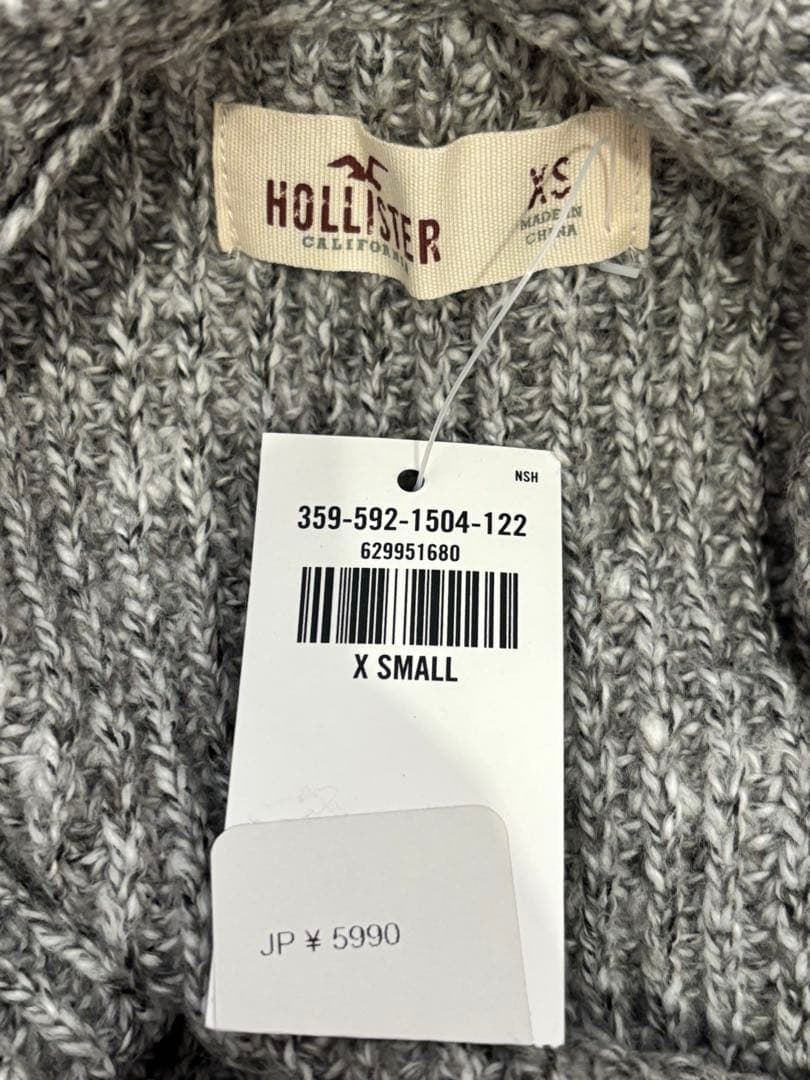 HOLLISTER
CALIFORNIA
XS
MADE IN
CHINA
NSH
359-592-1504-122
629951680
X SMALL
JP ¥ 5990